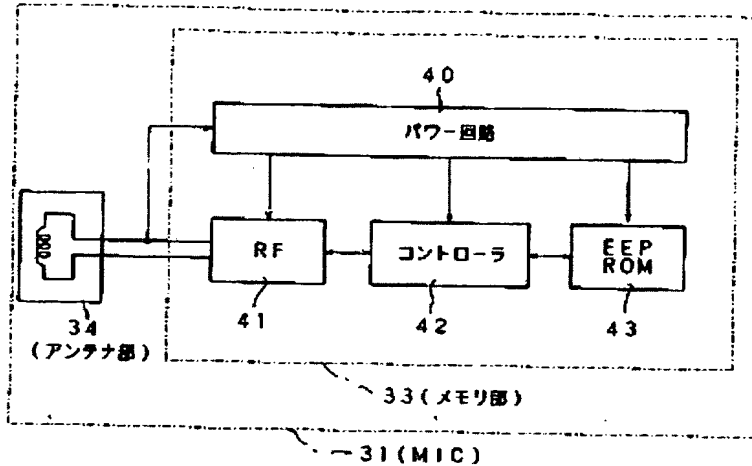 40
パワー回路
RF
コントローラ
EEP
ROM
34
(アンテナ部)
41
42
43
33(メモリ部)
31(MIC)